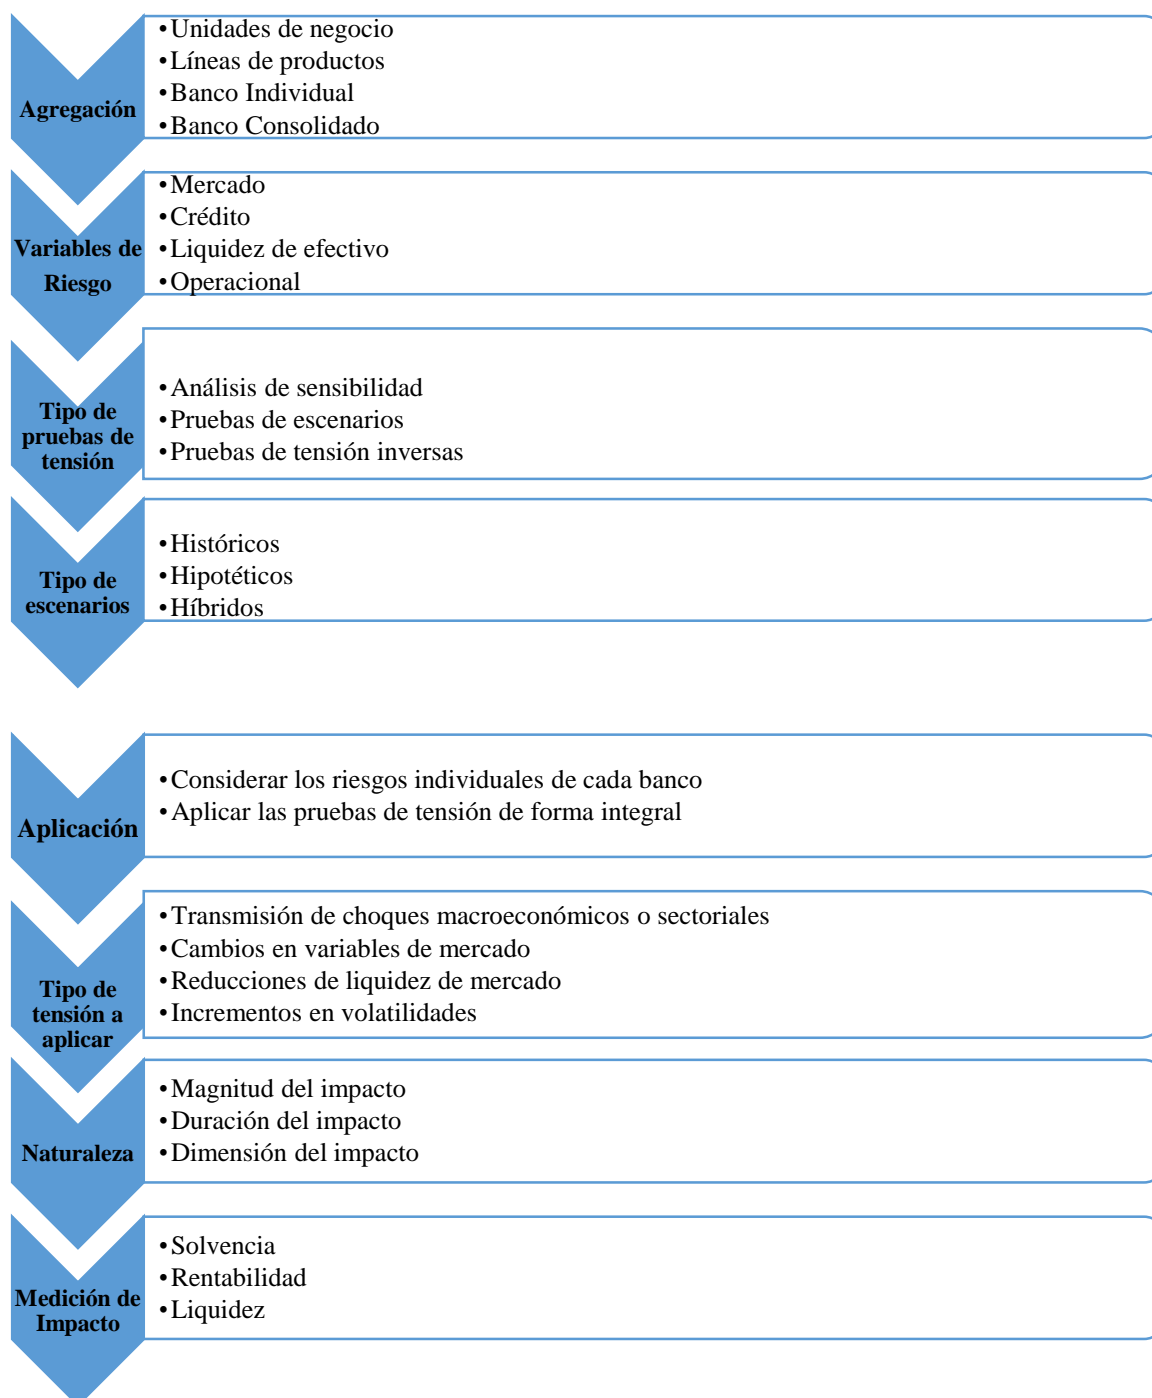 Agregación
•Unidades de negocio
•Líneas de productos
•Banco Individual
•Banco Consolidado
Variables de
Riesgo
•Mercado
•Crédito
•Liquidez de efectivo
•Operacional
Tipo de
pruebas de
tensión
•Análisis de sensibilidad
•Pruebas de escenarios
•Pruebas de tensión inversas
Tipo de
escenarios
•Históricos
•Hipotéticos
•Híbridos
Aplicación
•Considerar los riesgos individuales de cada banco
•Aplicar las pruebas de tensión de forma integral
Tipo de
tensión a
aplicar
•Transmisión de choques macroeconómicos o sectoriales
•Cambios en variables de mercado
•Reducciones de liquidez de mercado
•Incrementos en volatilidades
Naturaleza
•Magnitud del impacto
•Duración del impacto
•Dimensión del impacto
Medición de
Impacto
•Solvencia
•Rentabilidad
•Liquidez